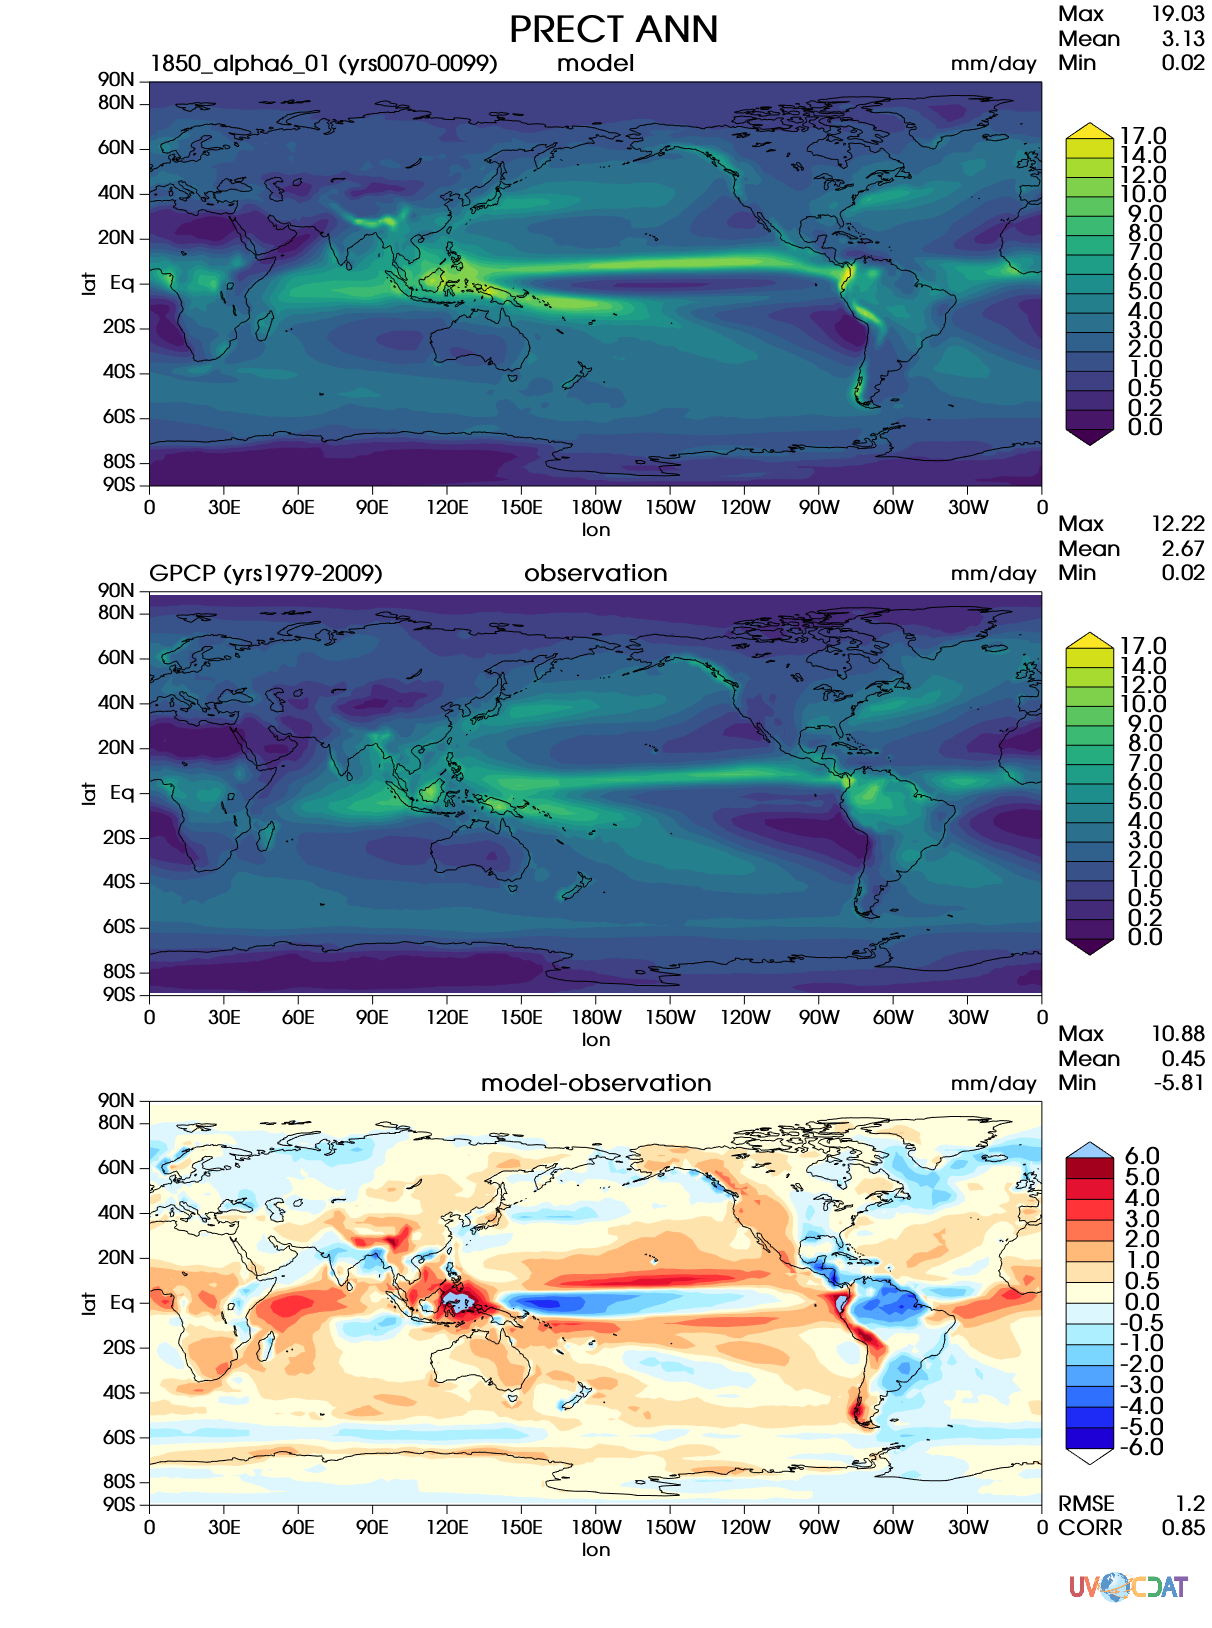 PRECT ANN
1850_alpha6_01 (yrs0070-0099) model mm/day
Max 19.03
Mean 3.13
Min 0.02
90N
80N
60N
40N
20N
Eq
20S
40S
60S
80S
90S
lat
0 30E 60E 90E 120E 150E 180W 150W 120W 90W 60W 30W 0
lon
17.0
14.0
12.0
10.0
9.0
8.0
7.0
6.0
5.0
4.0
3.0
2.0
1.0
0.5
0.2
0.0
GPCP (yrs1979-2009) observation mm/day
Max 12.22
Mean 2.67
Min 0.02
90N
80N
60N
40N
20N
Eq
20S
40S
60S
80S
90S
lat
0 30E 60E 90E 120E 150E 180W 150W 120W 90W 60W 30W 0
lon
17.0
14.0
12.0
10.0
9.0
8.0
7.0
6.0
5.0
4.0
3.0
2.0
1.0
0.5
0.2
0.0
model-observation mm/day
Max 10.88
Mean 0.45
Min -5.81
90N
80N
60N
40N
20N
Eq
20S
40S
60S
80S
90S
lat
0 30E 60E 90E 120E 150E 180W 150W 120W 90W 60W 30W 0
lon
6.0
5.0
4.0
3.0
2.0
1.0
0.5
0.0
-0.5
-1.0
-2.0
-3.0
-4.0
-5.0
-6.0
RMSE 1.2
CORR 0.85
UV CDAT